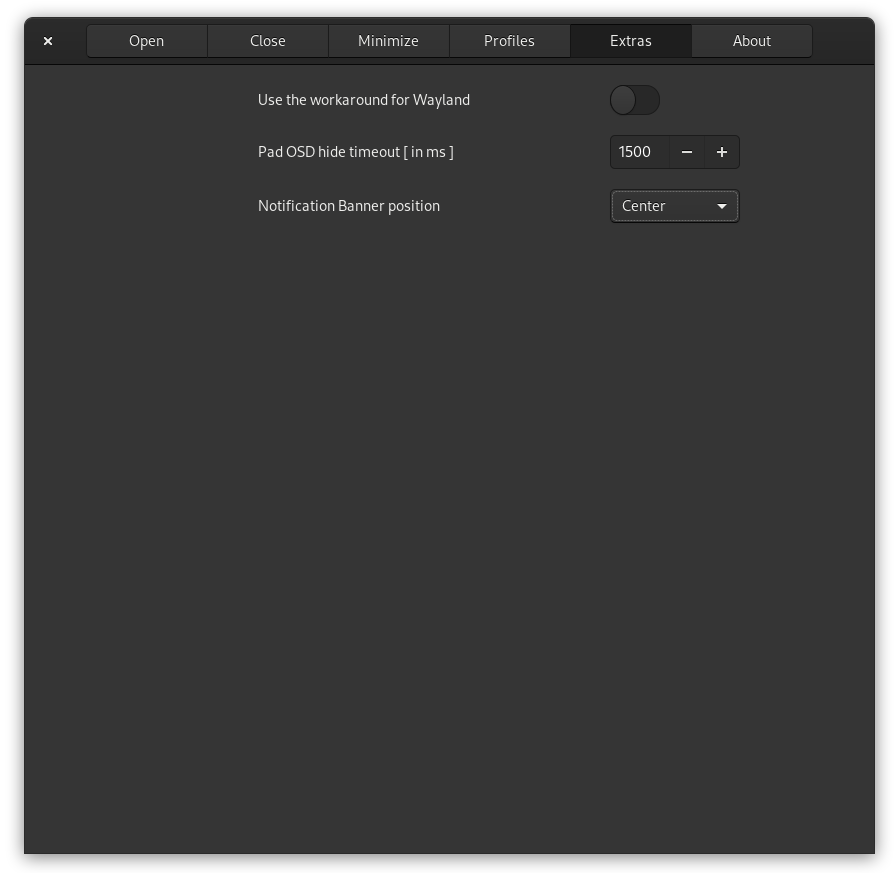 Open Close Minimize Profiles Extras About
Use the workaround for Wayland
Pad OSD hide timeout [ in ms ] 1500
Notification Banner position Center